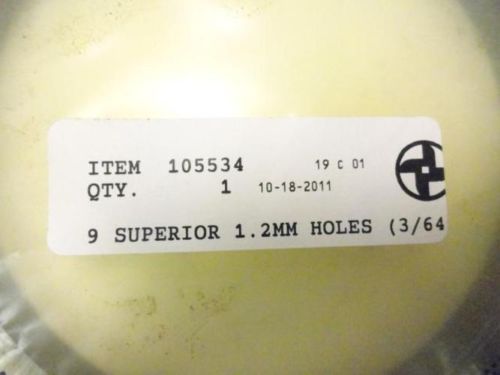 ITEM 105534 19 C 01
QTY. 1 10-18-2011
9 SUPERIOR 1.2MM HOLES (3/64